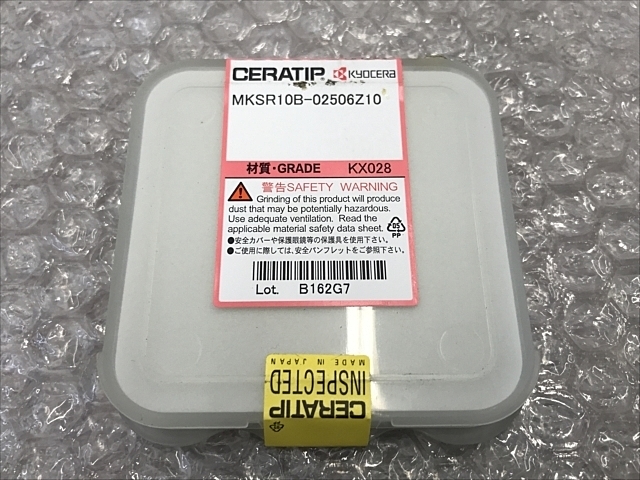 CERATIP KYOCERA
MKSR10B-02506Z10
材質・GRADE KX028
警告SAFETY WARNING
Grinding of this product will produce
dust that may be potentially hazardous.
Use adequate ventilation. Read the
applicable material safety data sheet.
05
PP
●安全カバーや保護眼鏡等の保護具を使用下さい。
●ご使用に際しては、安全パンフレットをご参照下さい。
Lot. B162G7
CERATIP
INSPECTED
MADE IN JAPAN